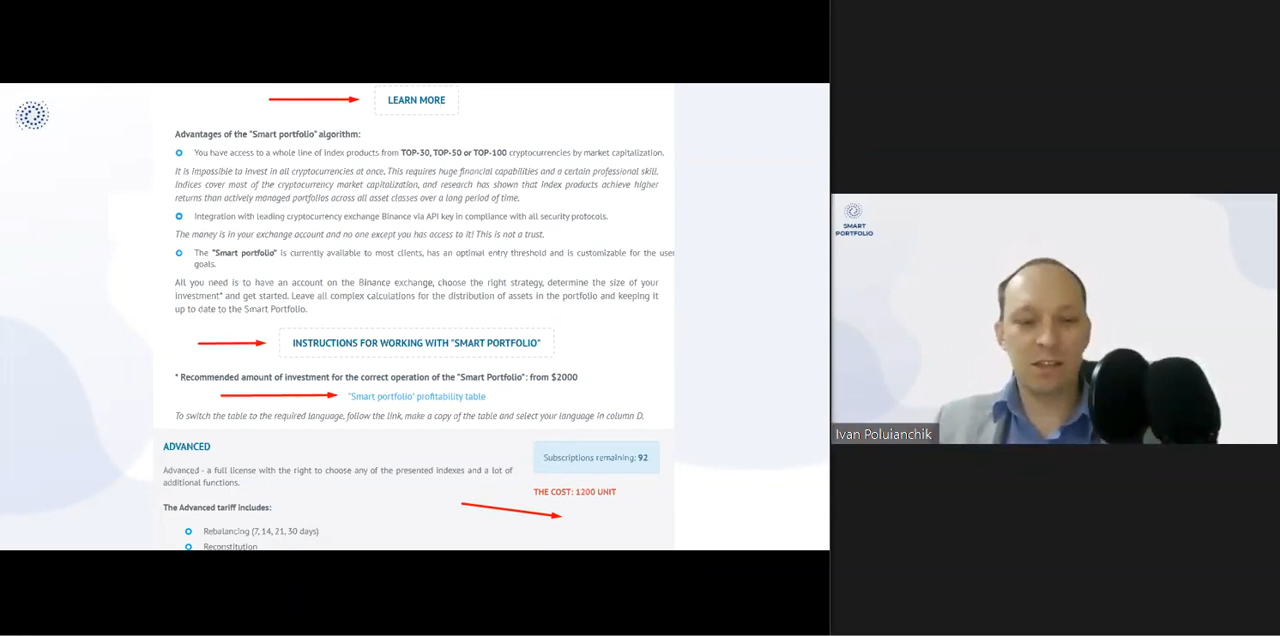 LEARN MORE
Advantages of the "Smart portfolio" algorithm:
You have access to a whole line of index products from TOP-30, TOP-50 or TOP-100 cryptocurrencies by market capitalization.
It is impossible to invest in all cryptocurrencies at once. This requires huge financial capabilities and a certain professional skill.
Indices cover most of the cryptocurrency market capitalization, and research has shown that index products achieve higher
returns than actively managed portfolios across all asset classes over a long period of time.
Integration with leading cryptocurrency exchange Binance via API key in compliance with all security protocols.
The money is in your exchange account and no one except you has access to it! This is not a trust.
The "Smart portfolio" is currently available to most clients, has an optimal entry threshold and is customizable for the user
goals.
All you need is to have an account on the Binance exchange, choose the right strategy, determine the size of your
investment* and get started. Leave all complex calculations for the distribution of assets in the portfolio and keeping it
up to date to the Smart Portfolio.
INSTRUCTIONS FOR WORKING WITH "SMART PORTFOLIO"
* Recommended amount of investment for the correct operation of the "Smart Portfolio": from $2000
"Smart portfolio" profitability table
To switch the table to the required language, follow the link, make a copy of the table and select your language in column D.
ADVANCED
Subscriptions remaining: 92
Advanced - a full license with the right to choose any of the presented indexes and a lot of
additional functions.
THE COST: 1200 UNIT
The Advanced tariff includes:
Rebalancing (7, 14, 21, 30 days)
Reconstitution
SMART
PORTFOLIO
Ivan Poluianchik